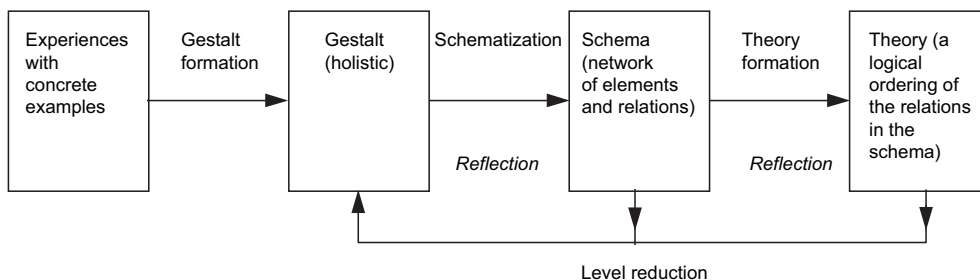 Experiences
with
concrete
examples
Gestalt
formation
Gestalt
(holistic)
Schematization
Reflection
Schema
(network
of elements
and relations)
Theory
formation
Reflection
Theory (a
logical
ordering of
the relations
in the
schema)
Level reduction